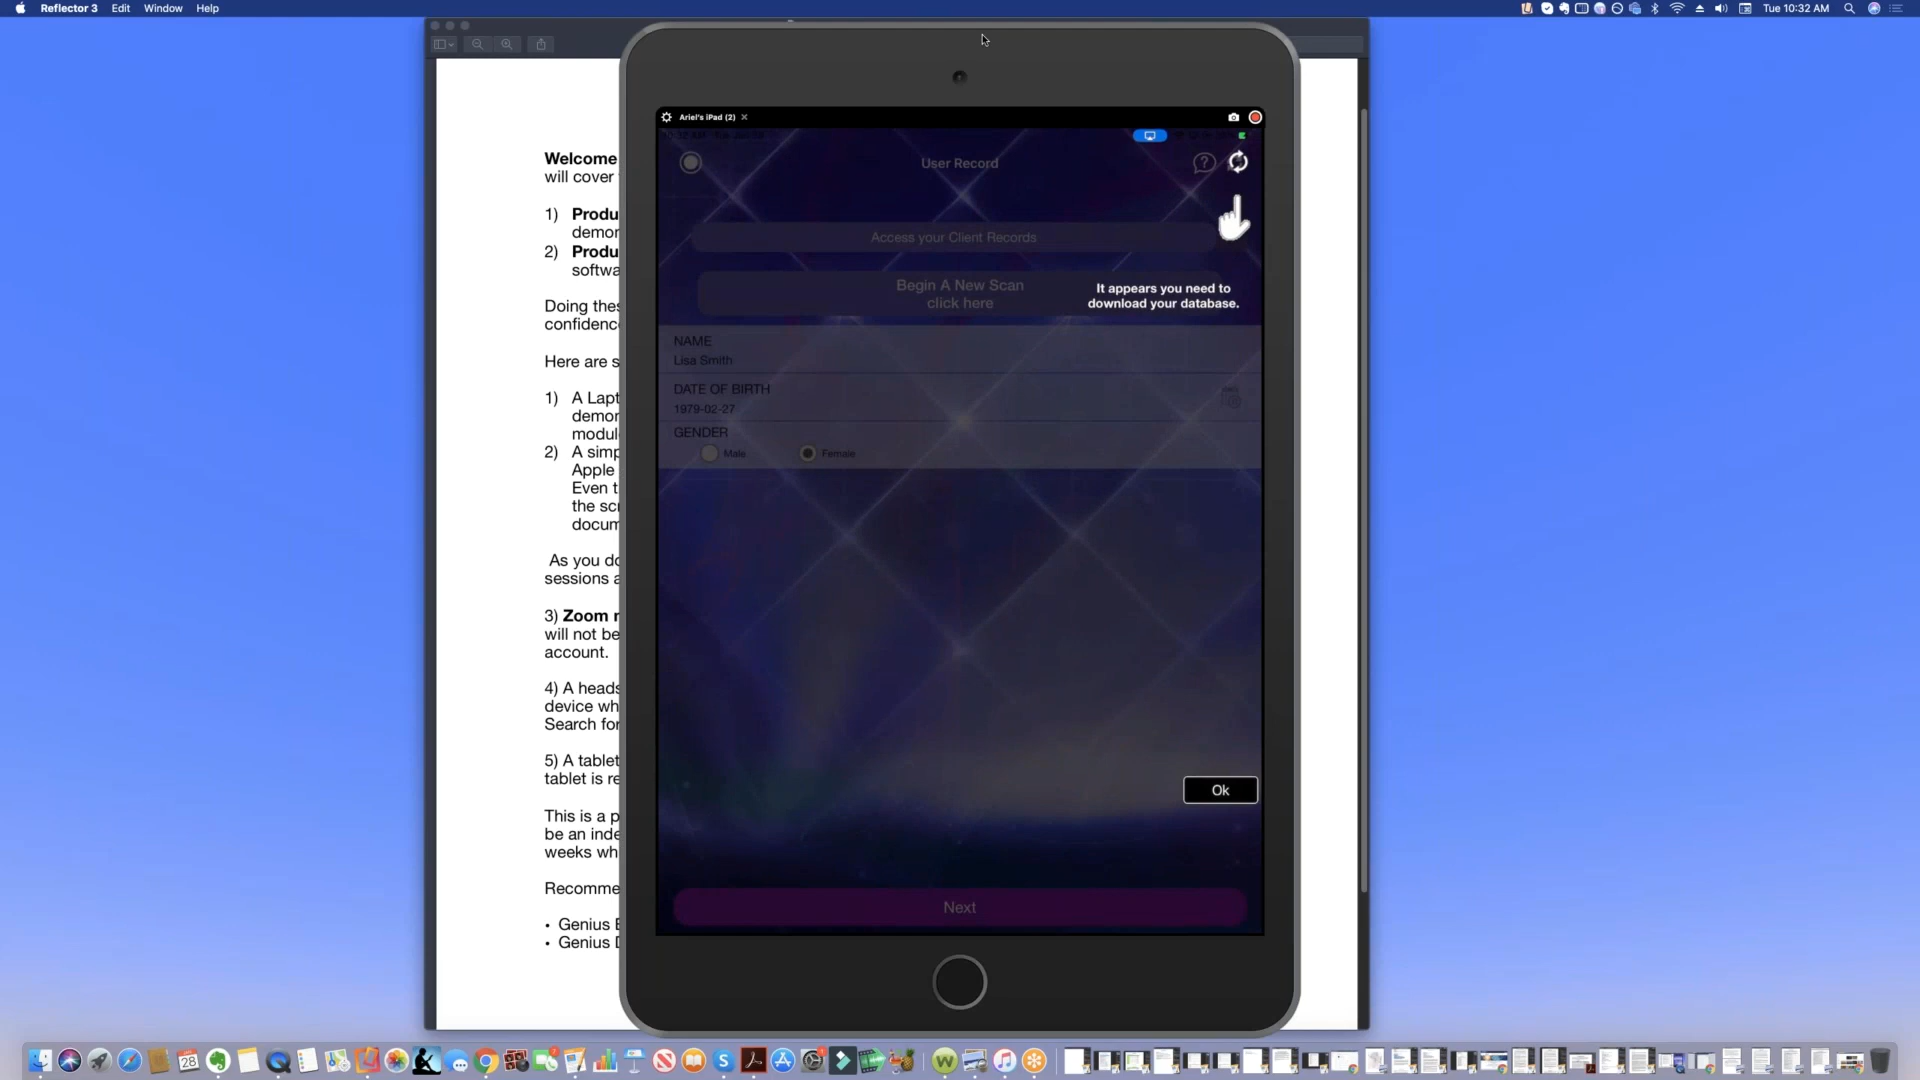 Reflector 3 Edit Window Help
Tue 10:32 AM
Ariel's iPad (2)
User Record
Access your Client Records
Begin A New Scan
click here
It appears you need to
download your database.
NAME
Lisa Smith
DATE OF BIRTH
1979-02-27
GENDER
Male Female
Ok
Next
Welcome
will cover
1) Produ
demor
2) Produ
softwa
Doing thes
confidenc
Here are s
1) A Lapt
demor
modul
2) A simp
Apple
Even t
the scr
docum
As you do
sessions a
3) Zoom r
will not be
account.
4) A heads
device wh
Search for
5) A tablet
tablet is re
This is a p
be an inde
weeks wh
Recomme
• Genius E
• Genius D
28